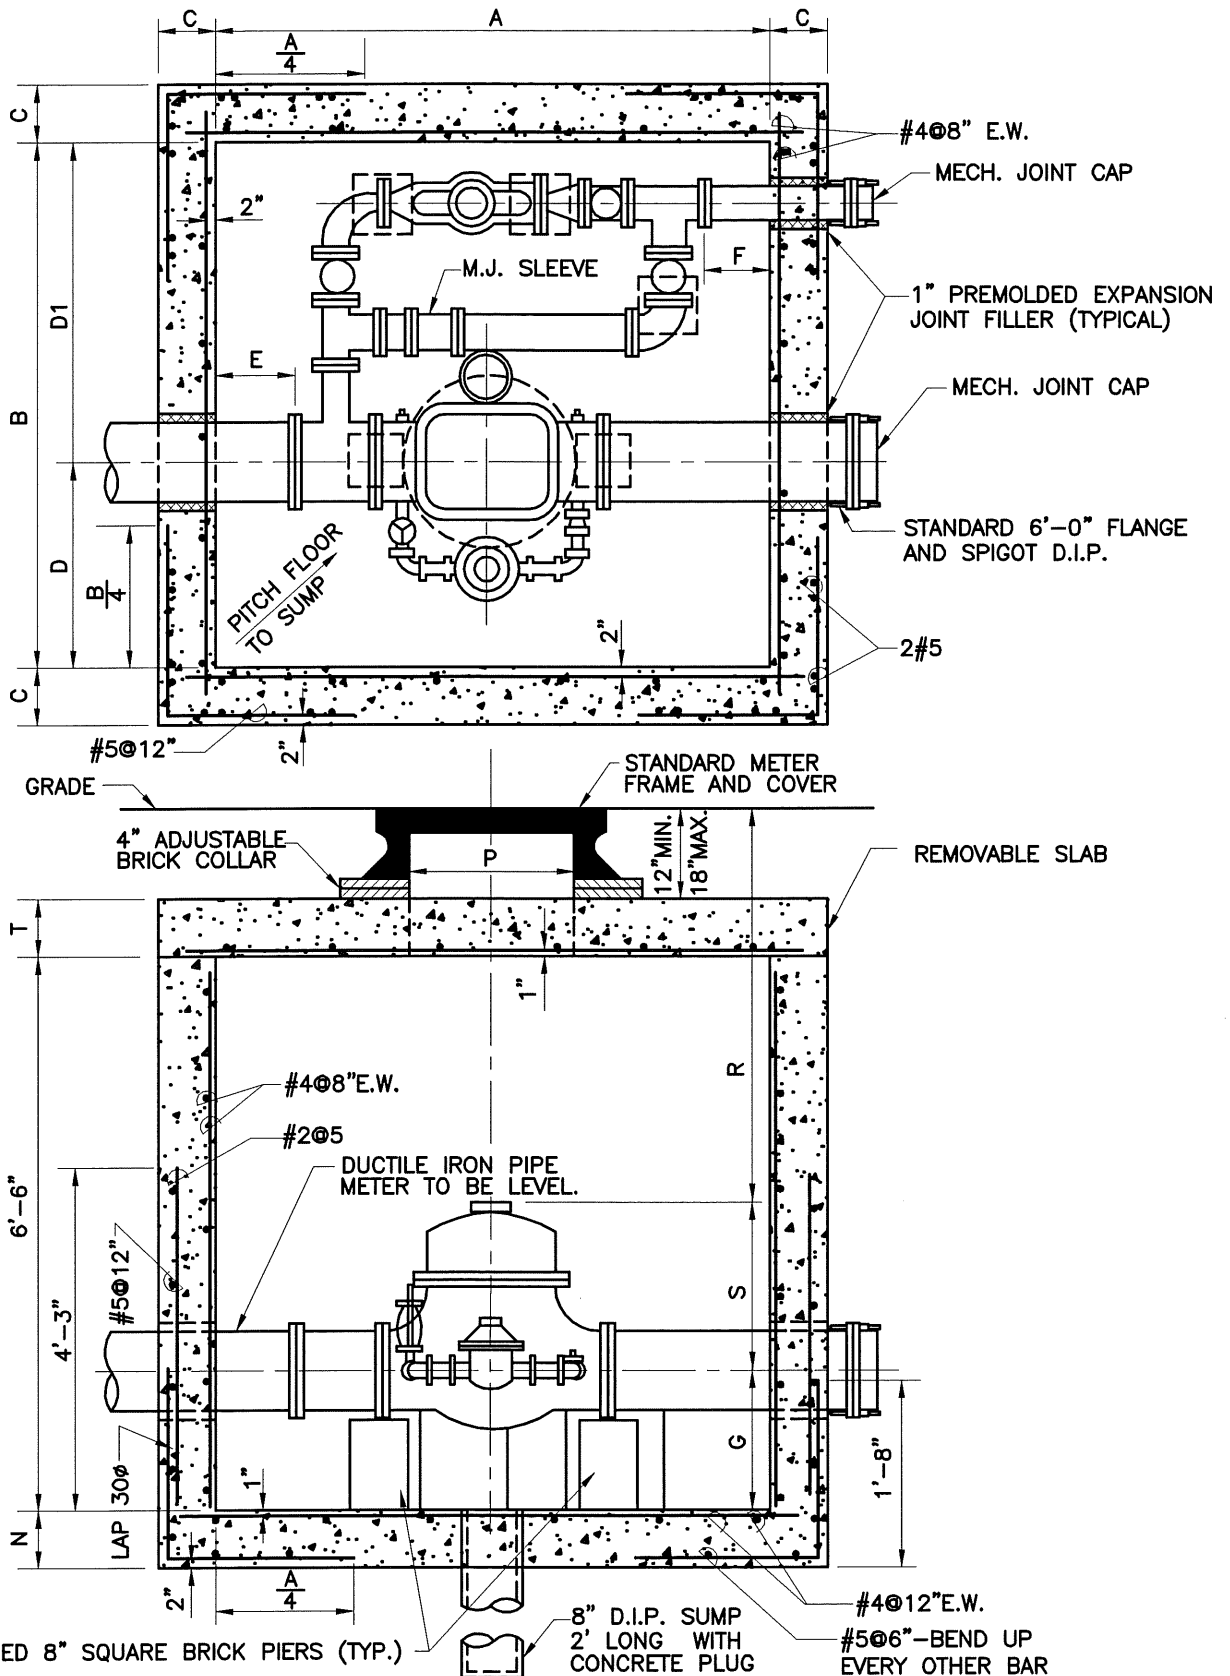 C
A
C
A
4
C
#4@8" E.W.
MECH. JOINT CAP
2"
F
M.J. SLEEVE
D1
1" PREMOLDED EXPANSION
JOINT FILLER (TYPICAL)
E
MECH. JOINT CAP
B
STANDARD 6'-0" FLANGE
AND SPIGOT D.I.P.
D
B
4
PITCH FLOOR
TO SUMP
2"
2#5
C
#5@12"
2"
GRADE
STANDARD METER
FRAME AND COVER
4" ADJUSTABLE
BRICK COLLAR
P
12"MIN.
18"MAX.
REMOVABLE SLAB
T
1"
R
#4@8"E.W.
#2@5
DUCTILE IRON PIPE
METER TO BE LEVEL.
6'-6"
#5@12"
4'-3"
S
G
1'-8"
LAP 30ø
1"
N
2"
A
4
#4@12"E.W.
8" D.I.P. SUMP
2' LONG WITH
CONCRETE PLUG
#5@6"-BEND UP
EVERY OTHER BAR
ED 8" SQUARE BRICK PIERS (TYP.)